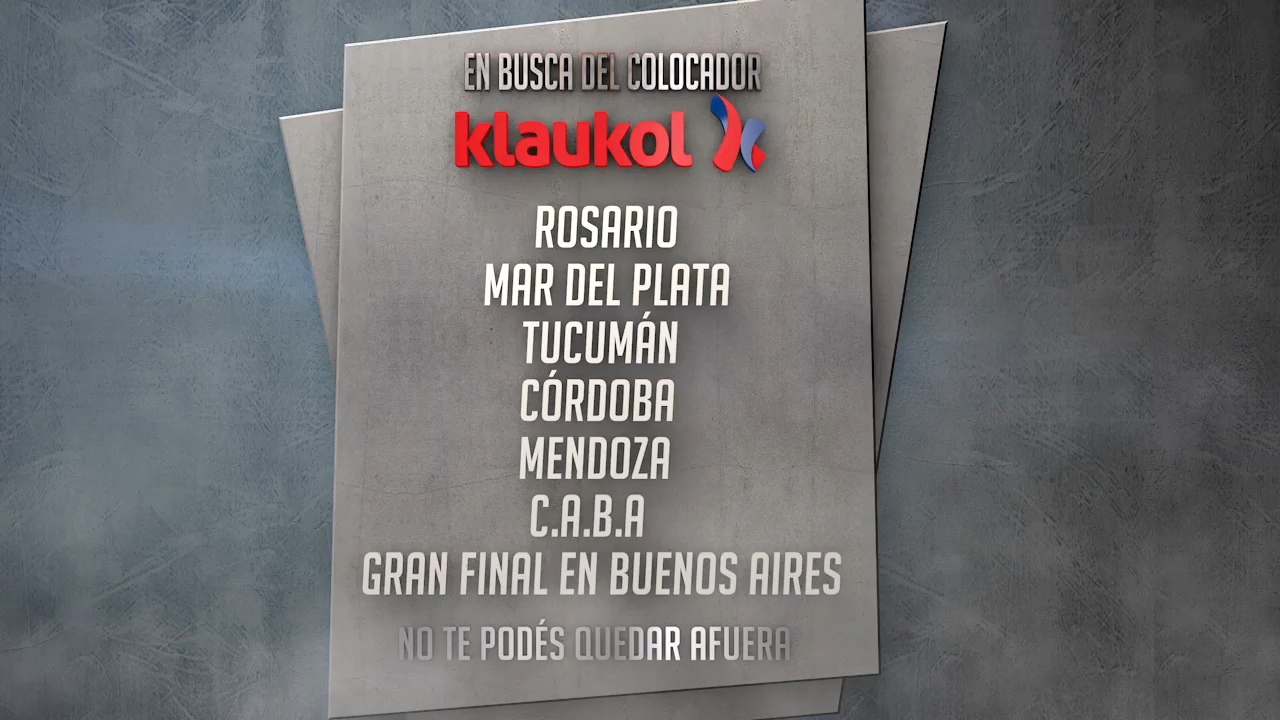 EN BUSCA DEL COLOCADOR
klaukol
ROSARIO
MAR DEL PLATA
TUCUMÁN
CÓRDOBA
MENDOZA
C.A.B.A
GRAN FINAL EN BUENOS AIRES
NO TE PODÉS QUEDAR AFUERA